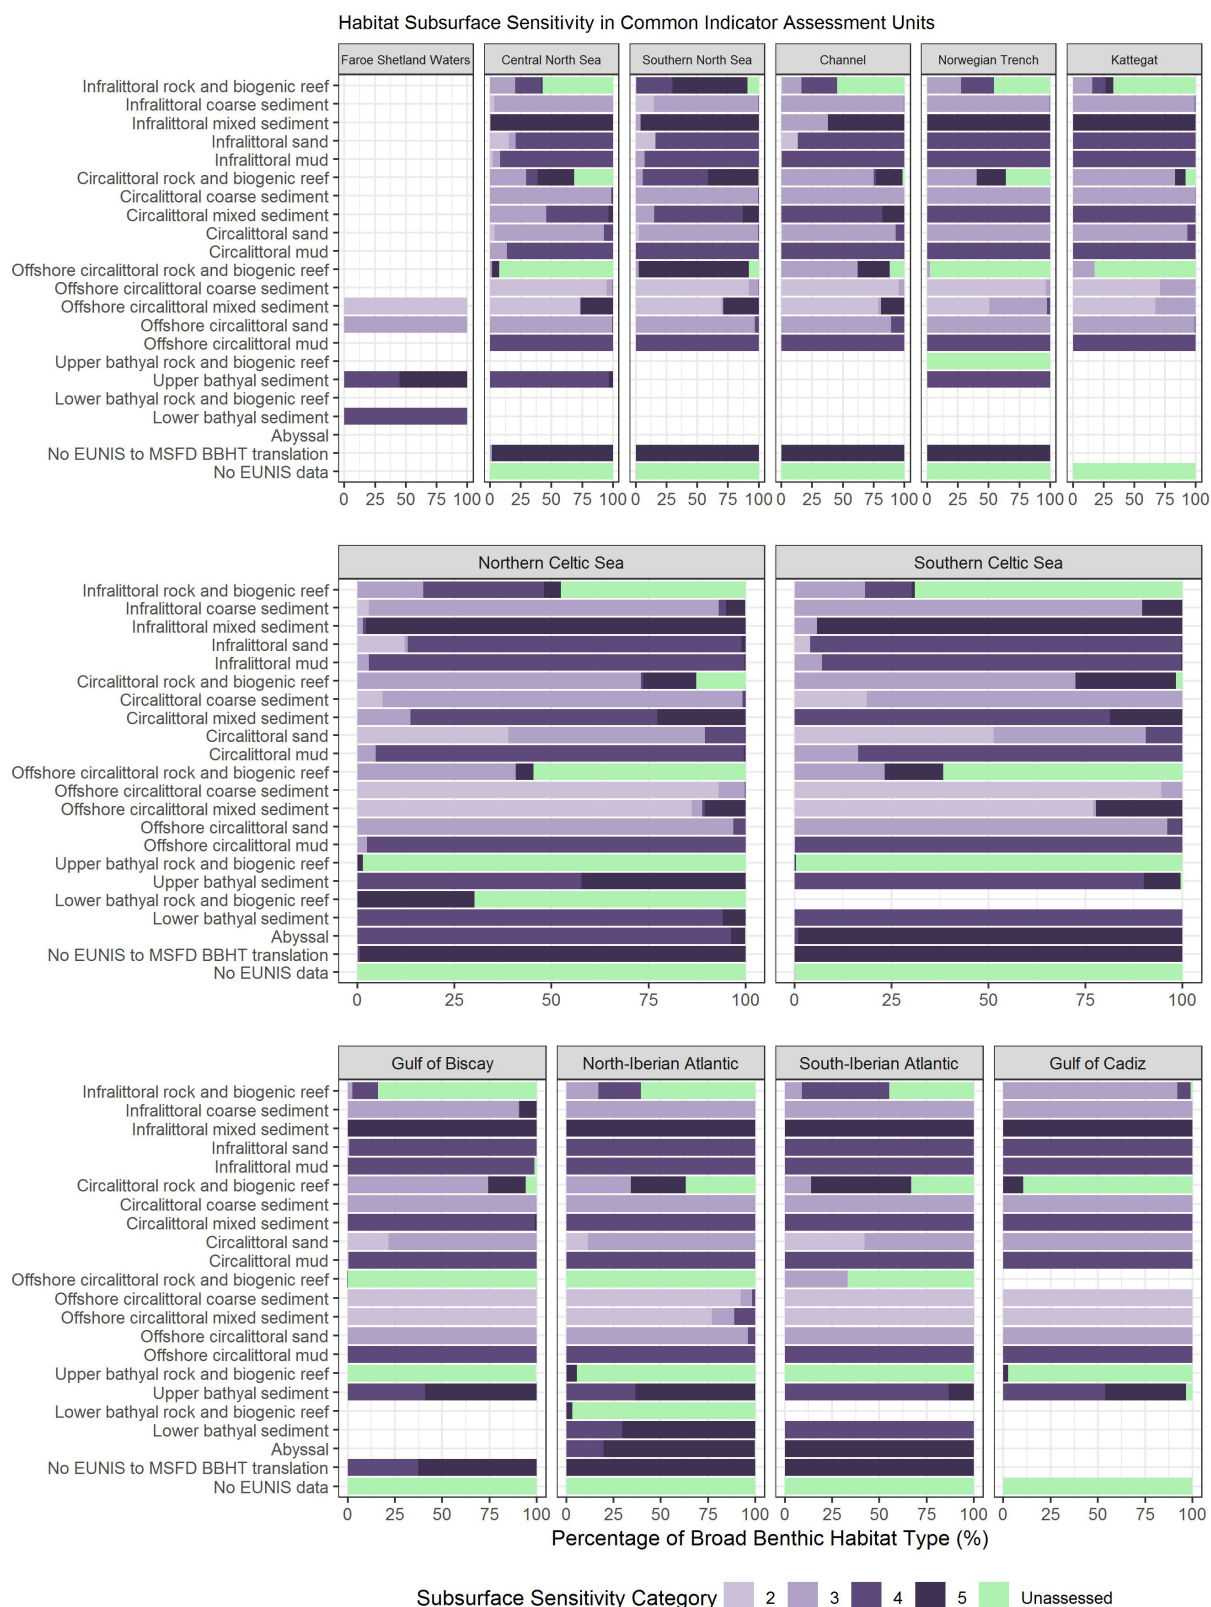 Habitat Subsurface Sensitivity in Common Indicator Assessment Units
Faroe Shetland Waters Central North Sea Southern North Sea Channel Norwegian Trench Kattegat
Infralittoral rock and biogenic reef
Infralittoral coarse sediment
Infralittoral mixed sediment
Infralittoral sand
Infralittoral mud
Circalittoral rock and biogenic reef
Circalittoral coarse sediment
Circalittoral mixed sediment
Circalittoral sand
Circalittoral mud
Offshore circalittoral rock and biogenic reef
Offshore circalittoral coarse sediment
Offshore circalittoral mixed sediment
Offshore circalittoral sand
Offshore circalittoral mud
Upper bathyal rock and biogenic reef
Upper bathyal sediment
Lower bathyal rock and biogenic reef
Lower bathyal sediment
Abyssal
No EUNIS to MSFD BBHT translation
No EUNIS data
0 25 50 75 100 0 25 50 75 100 0 25 50 75 100 0 25 50 75 100 0 25 50 75 100 0 25 50 75 100
Northern Celtic Sea Southern Celtic Sea
Infralittoral rock and biogenic reef
Infralittoral coarse sediment
Infralittoral mixed sediment
Infralittoral sand
Infralittoral mud
Circalittoral rock and biogenic reef
Circalittoral coarse sediment
Circalittoral mixed sediment
Circalittoral sand
Circalittoral mud
Offshore circalittoral rock and biogenic reef
Offshore circalittoral coarse sediment
Offshore circalittoral mixed sediment
Offshore circalittoral sand
Offshore circalittoral mud
Upper bathyal rock and biogenic reef
Upper bathyal sediment
Lower bathyal rock and biogenic reef
Lower bathyal sediment
Abyssal
No EUNIS to MSFD BBHT translation
No EUNIS data
0 25 50 75 100 0 25 50 75 100
Gulf of Biscay North-Iberian Atlantic South-Iberian Atlantic Gulf of Cadiz
Infralittoral rock and biogenic reef
Infralittoral coarse sediment
Infralittoral mixed sediment
Infralittoral sand
Infralittoral mud
Circalittoral rock and biogenic reef
Circalittoral coarse sediment
Circalittoral mixed sediment
Circalittoral sand
Circalittoral mud
Offshore circalittoral rock and biogenic reef
Offshore circalittoral coarse sediment
Offshore circalittoral mixed sediment
Offshore circalittoral sand
Offshore circalittoral mud
Upper bathyal rock and biogenic reef
Upper bathyal sediment
Lower bathyal rock and biogenic reef
Lower bathyal sediment
Abyssal
No EUNIS to MSFD BBHT translation
No EUNIS data
0 25 50 75 100 0 25 50 75 100 0 25 50 75 100 0 25 50 75 100
Percentage of Broad Benthic Habitat Type (%)
Subsurface Sensitivity Category 2 3 4 5 Unassessed